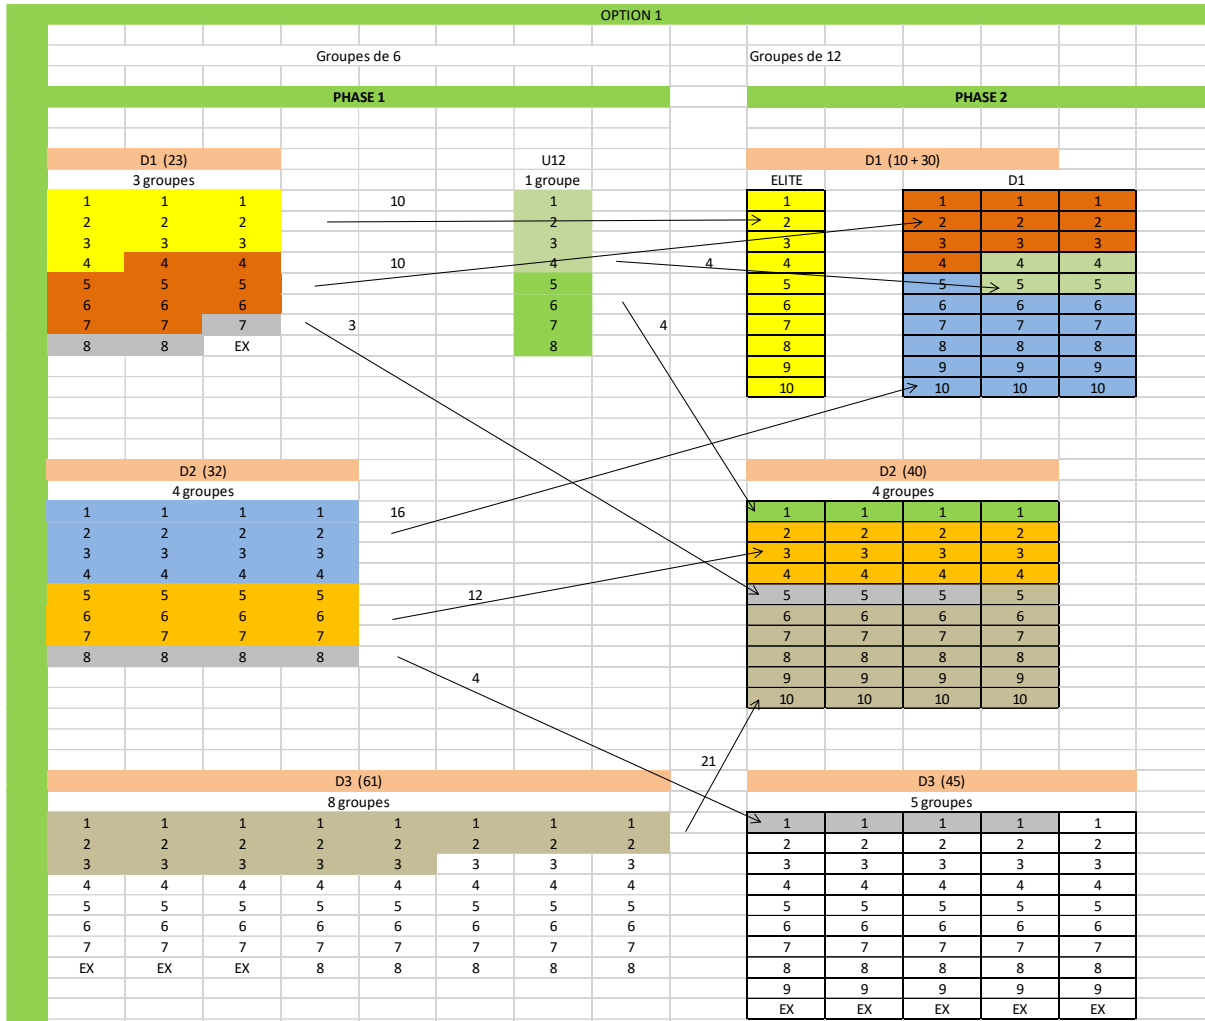 OPTION 1
Groupes de 6 Groupes de 12
PHASE 1 PHASE 2
D1 (23) U12 D1 (10 + 30)
3 groupes 1 groupe ELITE D1
1 1 1 10 1 1 1 1 1
2 2 2 2 2 2 2 2
3 3 3 3 3 3 3 3
4 4 4 10 4 4 4 4 4 4
5 5 5 5 5 5 5 5
6 6 6 6 6 6 6 6
7 7 7 3 7 4 7 7 7 7
8 8 EX 8 8 8 8 8
9 9 9 9
10 10 10 10
D2 (32) D2 (40)
4 groupes 4 groupes
1 1 1 1 16 1 1 1 1
2 2 2 2 2 2 2 2
3 3 3 3 3 3 3 3
4 4 4 4 4 4 4 4
5 5 5 5 12 5 5 5 5
6 6 6 6 6 6 6 6
7 7 7 7 7 7 7 7
8 8 8 8 8 8 8 8
4 9 9 9 9
10 10 10 10
21
D3 (61) D3 (45)
8 groupes 5 groupes
1 1 1 1 1 1 1 1 1 1 1 1 1
2 2 2 2 2 2 2 2 2 2 2 2 2
3 3 3 3 3 3 3 3 3 3 3 3 3
4 4 4 4 4 4 4 4 4 4 4 4 4
5 5 5 5 5 5 5 5 5 5 5 5 5
6 6 6 6 6 6 6 6 6 6 6 6 6
7 7 7 7 7 7 7 7 7 7 7 7 7
EX EX EX 8 8 8 8 8 8 8 8 8 8
9 9 9 9 9
EX EX EX EX EX